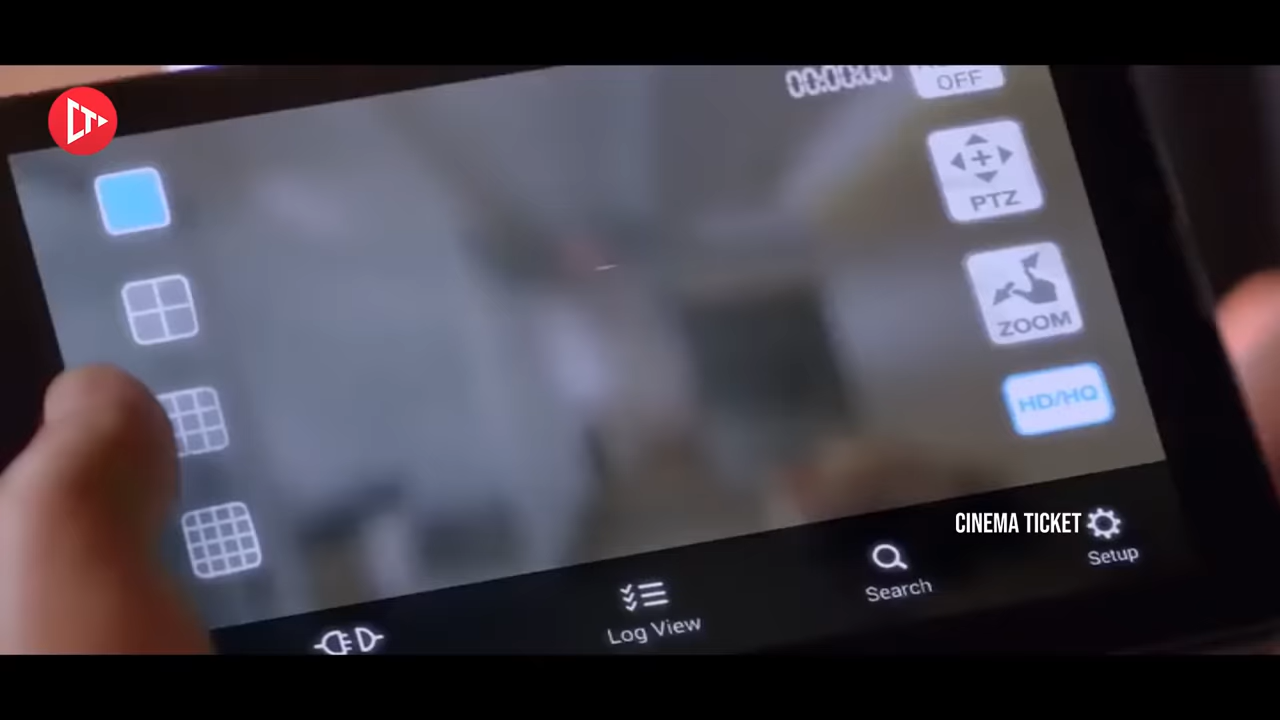 00:00:00
OFF
PTZ
ZOOM
HD/HQ
CINEMA TICKET
Setup
Search
Log View